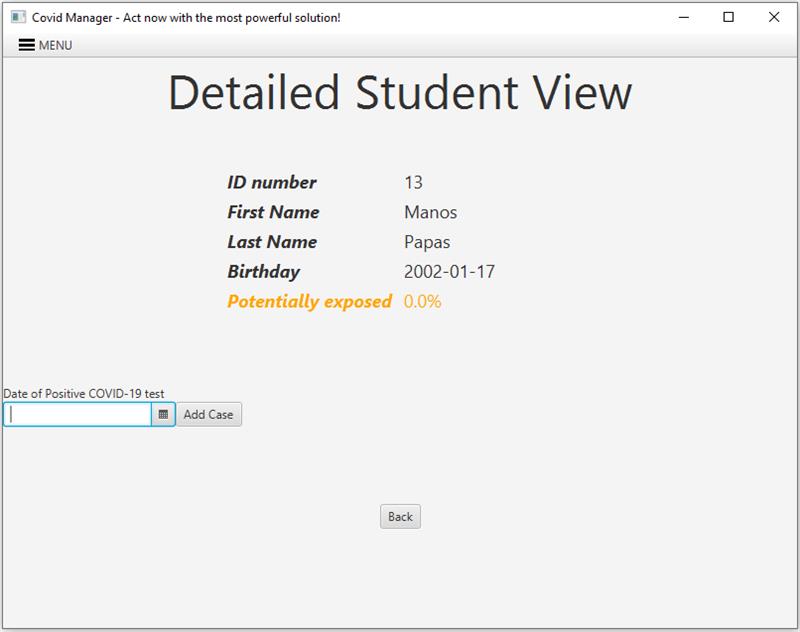 Covid Manager - Act now with the most powerful solution!
MENU
Detailed Student View
ID number 13
First Name Manos
Last Name Papas
Birthday 2002-01-17
Potentially exposed 0.0%
Date of Positive COVID-19 test
Add Case
Back